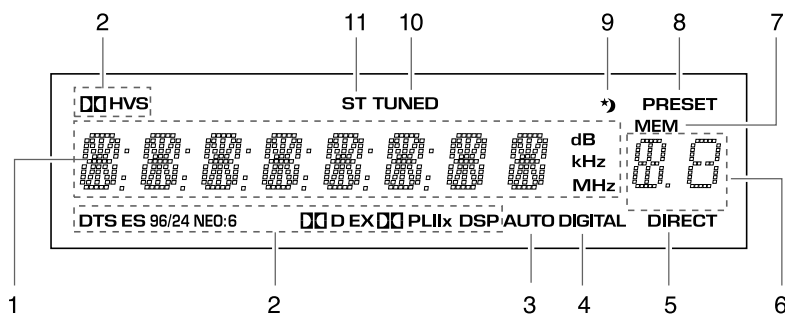 2 11 10 9 8 7
HVS ST TUNED PRESET
MEM
dB
kHz
MHz
1 6
DTS ES 96/24 NEO:6 D EX PLIIx DSP AUTO DIGITAL DIRECT
2 3 4 5